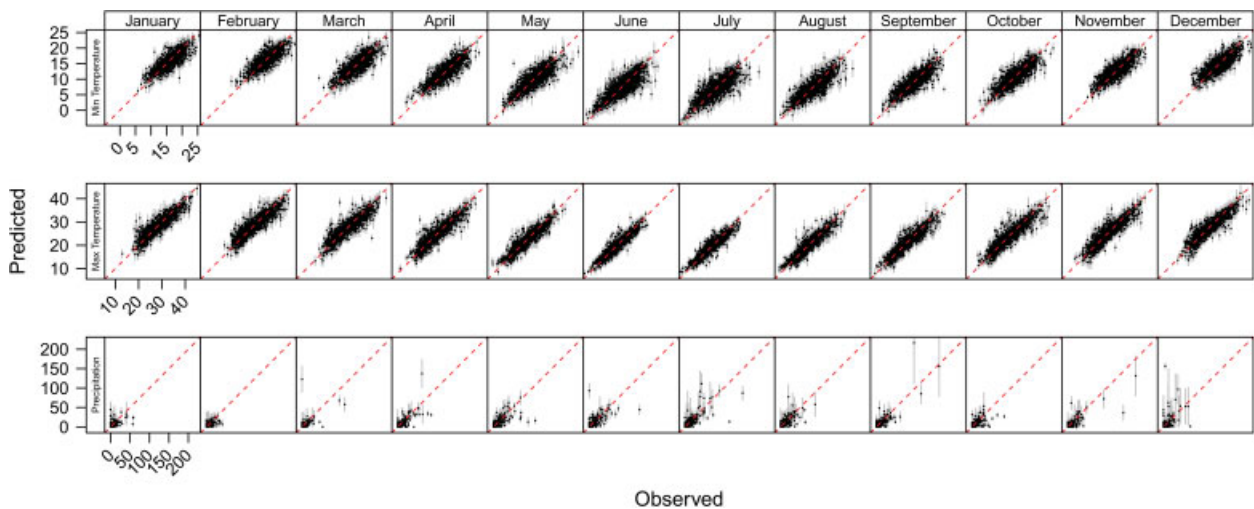 January February March April May June July August September October November December
25
20
15
10
5
0
Min Temperature
0 5 15 25
40
30
20
10
Max Temperature
10 20 30 40
Predicted
200
150
100
50
0
Precipitation
0 50 100 150 200
Observed